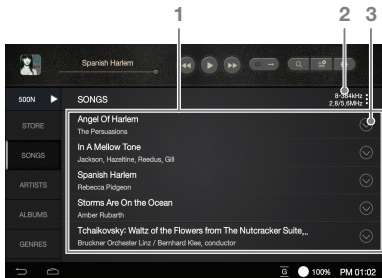 1 2 3
Spanish Harlem
500N SONGS 8-384kHz
2,8/5,6MHz
STORE
SONGS
ARTISTS
ALBUMS
GENRES
Angel Of Harlem
The Persuasions
In A Mellow Tone
Jackson, Hazeltine, Reedus, Gill
Spanish Harlem
Rebecca Pidgeon
Storms Are On the Ocean
Amber Rubarth
Tchaikovsky: Waltz of the Flowers from The Nutcracker Suite,,,
Bruckner Orchester Linz / Bernhard Klee, conductor
G 100% PM 01:02